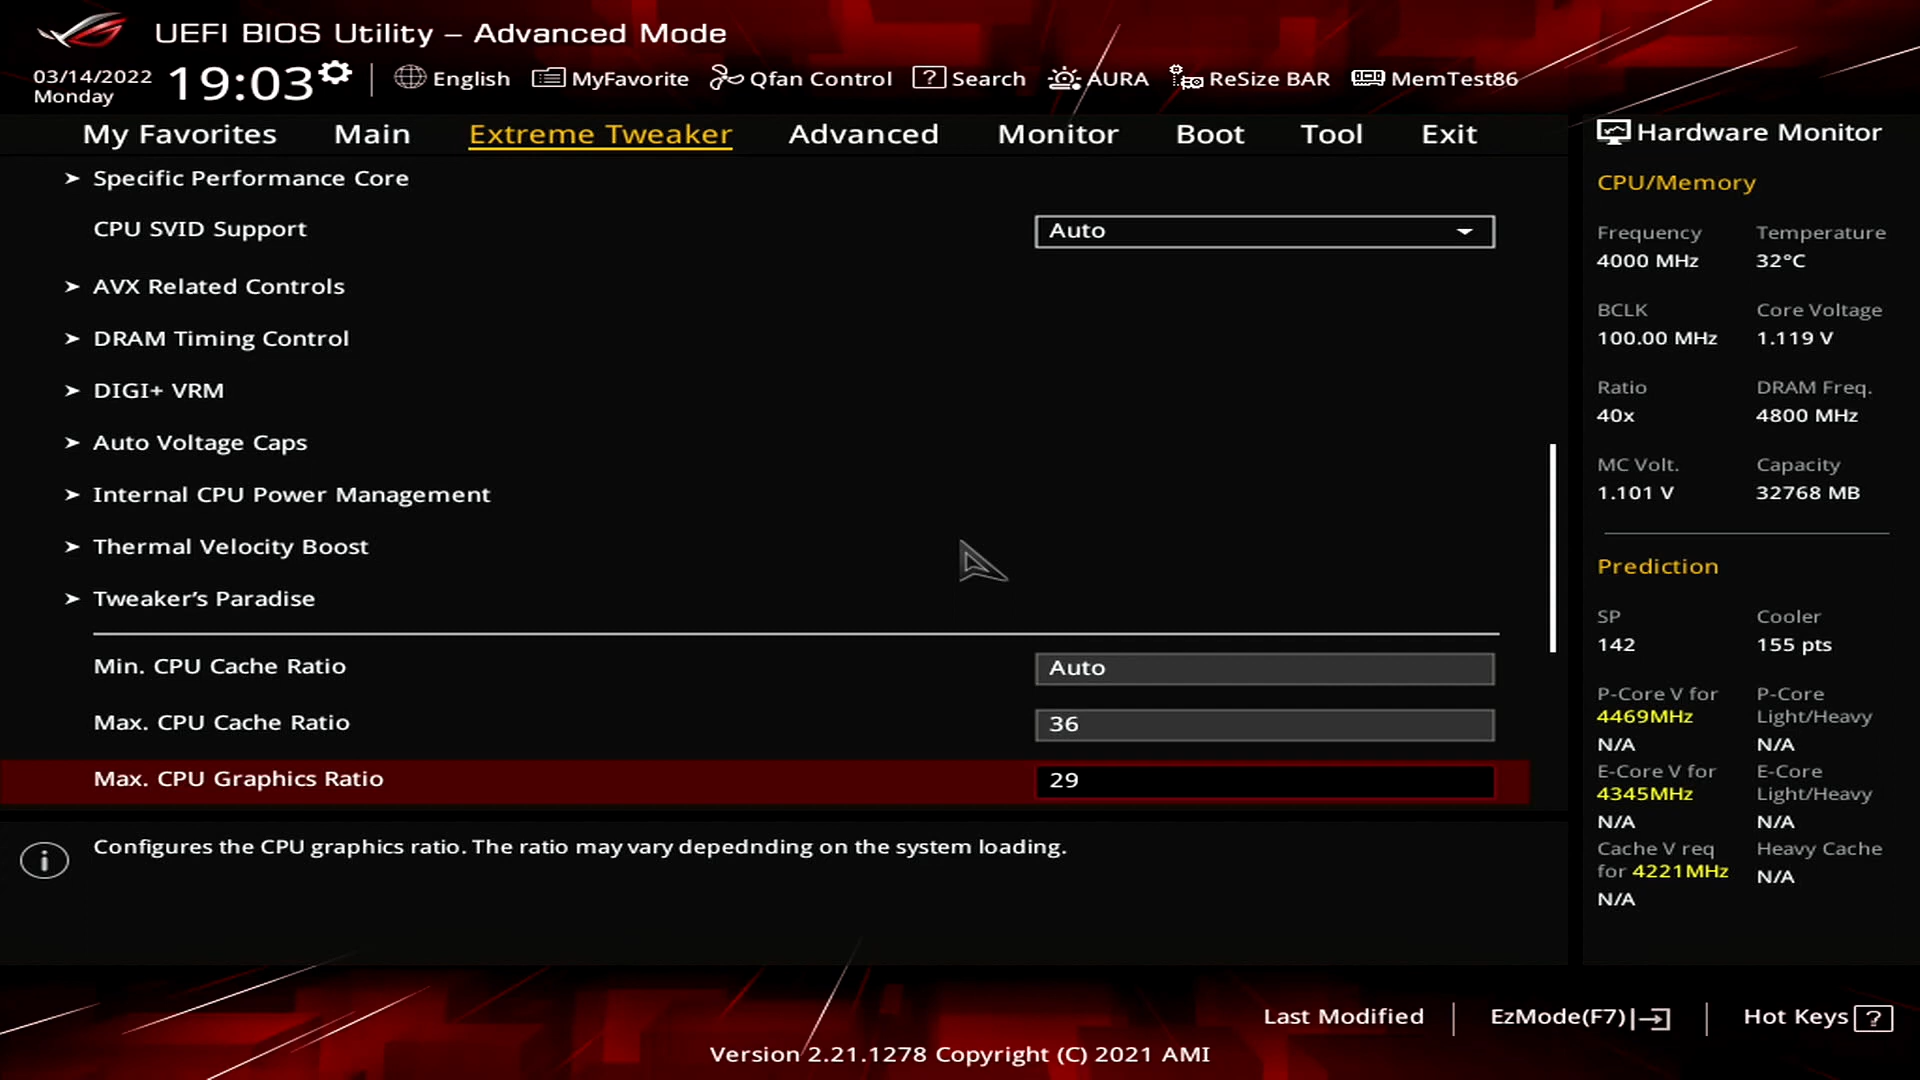 UEFI BIOS Utility – Advanced Mode
03/14/2022
Monday
19:03
English
MyFavorite
Qfan Control
? Search
AURA
ReSize BAR
MemTest86
My Favorites
Main
Extreme Tweaker
Advanced
Monitor
Boot
Tool
Exit
Specific Performance Core
CPU SVID Support
Auto
AVX Related Controls
DRAM Timing Control
DIGI+ VRM
Auto Voltage Caps
Internal CPU Power Management
Thermal Velocity Boost
Tweaker's Paradise
Min. CPU Cache Ratio
Auto
Max. CPU Cache Ratio
36
Max. CPU Graphics Ratio
29
i
Configures the CPU graphics ratio. The ratio may vary depednding on the system loading.
Hardware Monitor
CPU/Memory
Frequency Temperature
4000 MHz 32°C
BCLK Core Voltage
100.00 MHz 1.119 V
Ratio DRAM Freq.
40x 4800 MHz
MC Volt. Capacity
1.101 V 32768 MB
Prediction
SP Cooler
142 155 pts
P-Core V for P-Core
4469MHz Light/Heavy
N/A N/A
E-Core V for E-Core
4345MHz Light/Heavy
N/A N/A
Cache V req Heavy Cache
for 4221MHz N/A
N/A
Last Modified
EzMode(F7)
Hot Keys ?
Version 2.21.1278 Copyright (C) 2021 AMI